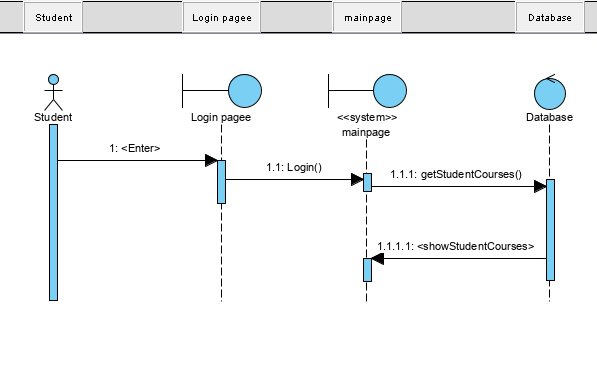 Student
Login pagee
mainpage
Database
Student
Login pagee
<<system>>
mainpage
Database
1: <Enter>
1.1: Login()
1.1.1: getStudentCourses()
1.1.1.1: <showStudentCourses>